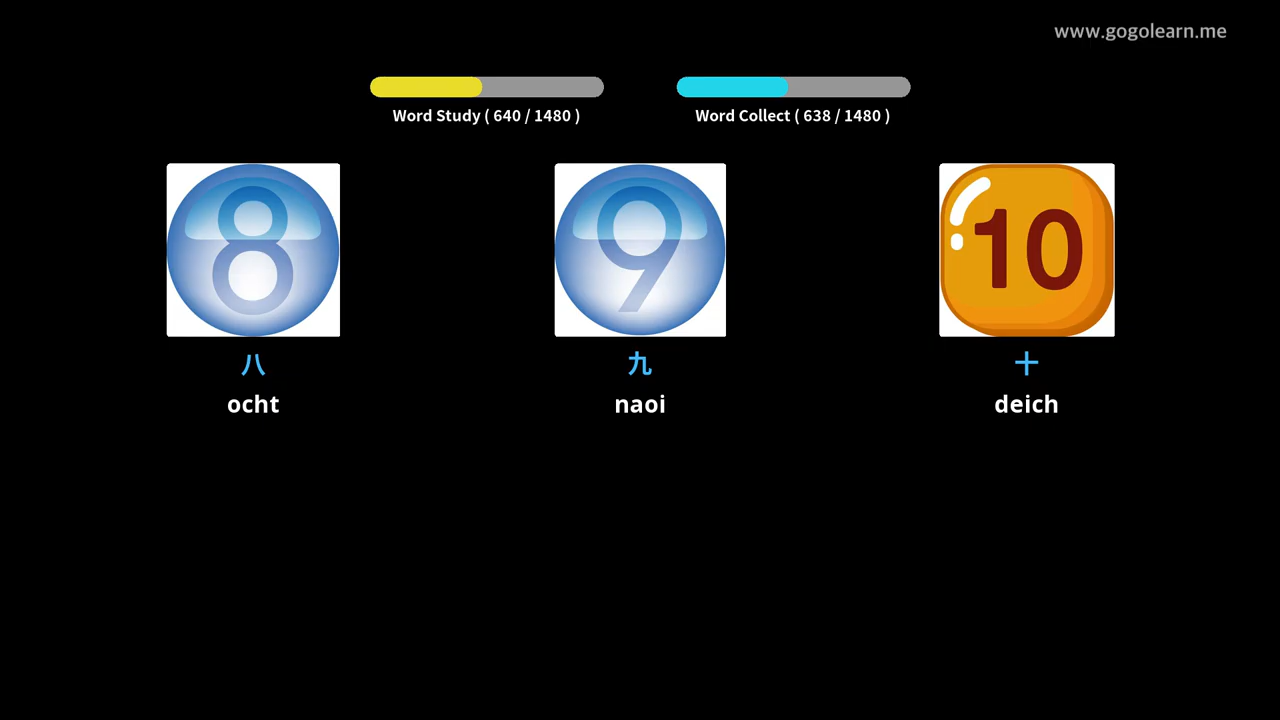 www.gogolearn.me
Word Study ( 640 / 1480 )
Word Collect ( 638 / 1480 )
8
9
10
八
九
十
ocht
naoi
deich